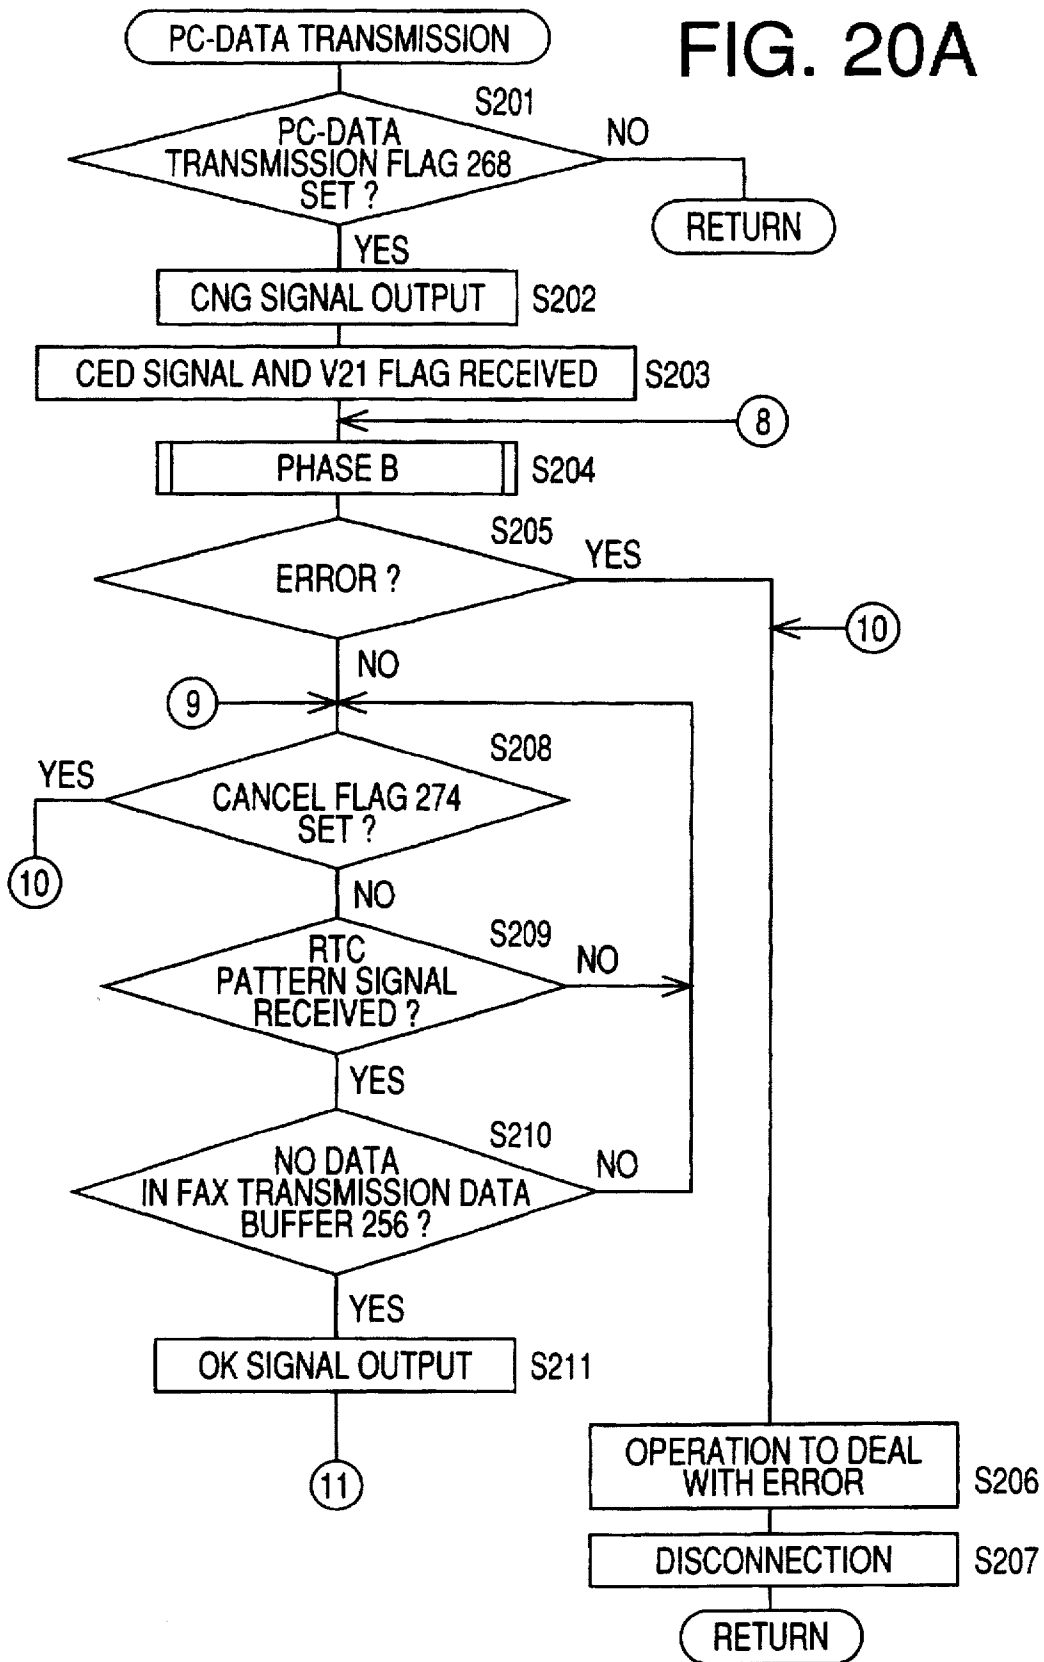 PC-DATA TRANSMISSION
FIG. 20A
S201
PC-DATA
TRANSMISSION FLAG 268
SET ?
NO
RETURN
YES
CNG SIGNAL OUTPUT
S202
CED SIGNAL AND V21 FLAG RECEIVED
S203
8
PHASE B
S204
S205
ERROR ?
YES
10
NO
9
S208
YES
CANCEL FLAG 274
SET ?
10
NO
S209
RTC
PATTERN SIGNAL
RECEIVED ?
NO
YES
S210
NO DATA
IN FAX TRANSMISSION DATA
BUFFER 256 ?
NO
YES
OK SIGNAL OUTPUT
S211
11
OPERATION TO DEAL
WITH ERROR
S206
DISCONNECTION
S207
RETURN